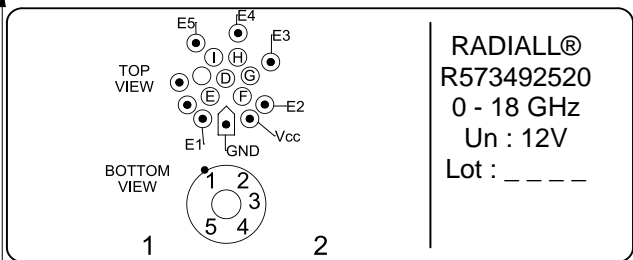 E5
E4
E3
I H
TOP VIEW
D G
E F
E2
E1
Vcc
GND
BOTTOM VIEW
1 2
3
5 4
1 2
RADIALL®
R573492520
0 - 18 GHz
Un : 12V
Lot : _ _ _ _